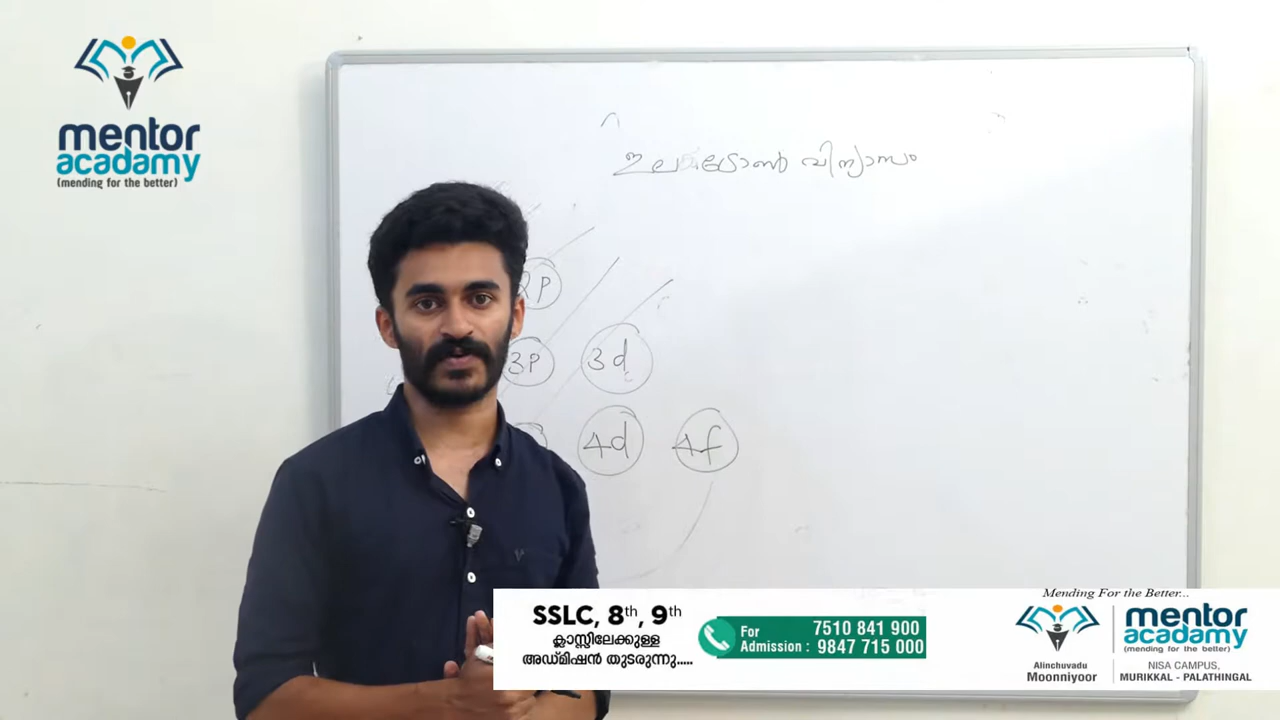 mentor
acadamy
(mending for the better)
ഇലക്ട്രോൺ വിന്യാസം
2p
3p
3d
4d
4f
SSLC, 8th, 9th
ക്ലാസ്സിലേക്കുള്ള
അഡ്മിഷൻ തുടരുന്നു.....
For
Admission :
7510 841 900
9847 715 000
Mending For the Better...
mentor
acadamy
(mending for the better)
Alinchuvadu
Moonniyoor
NISA CAMPUS,
MURIKKAL - PALATHINGAL